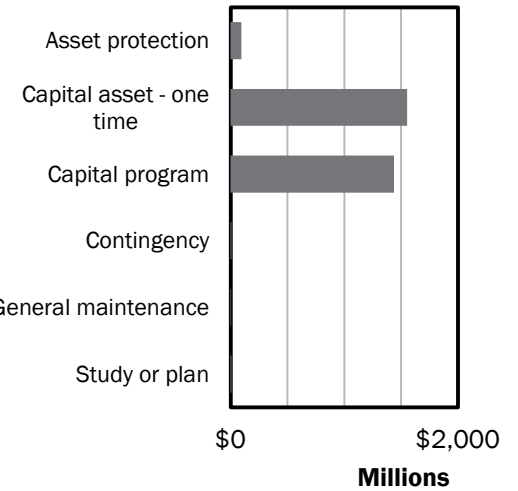 Asset protection
Capital asset - one
time
Capital program
Contingency
General maintenance
Study or plan
$0 $2,000
Millions